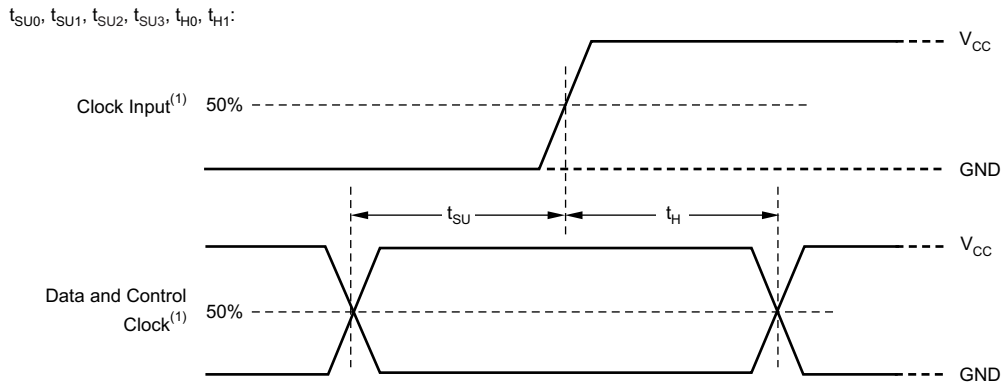 tSU0, tSU1, tSU2, tSU3, tH0, tH1:
VCC
Clock Input(1) 50%
GND
tSU tH
VCC
Data and Control
Clock(1) 50%
GND